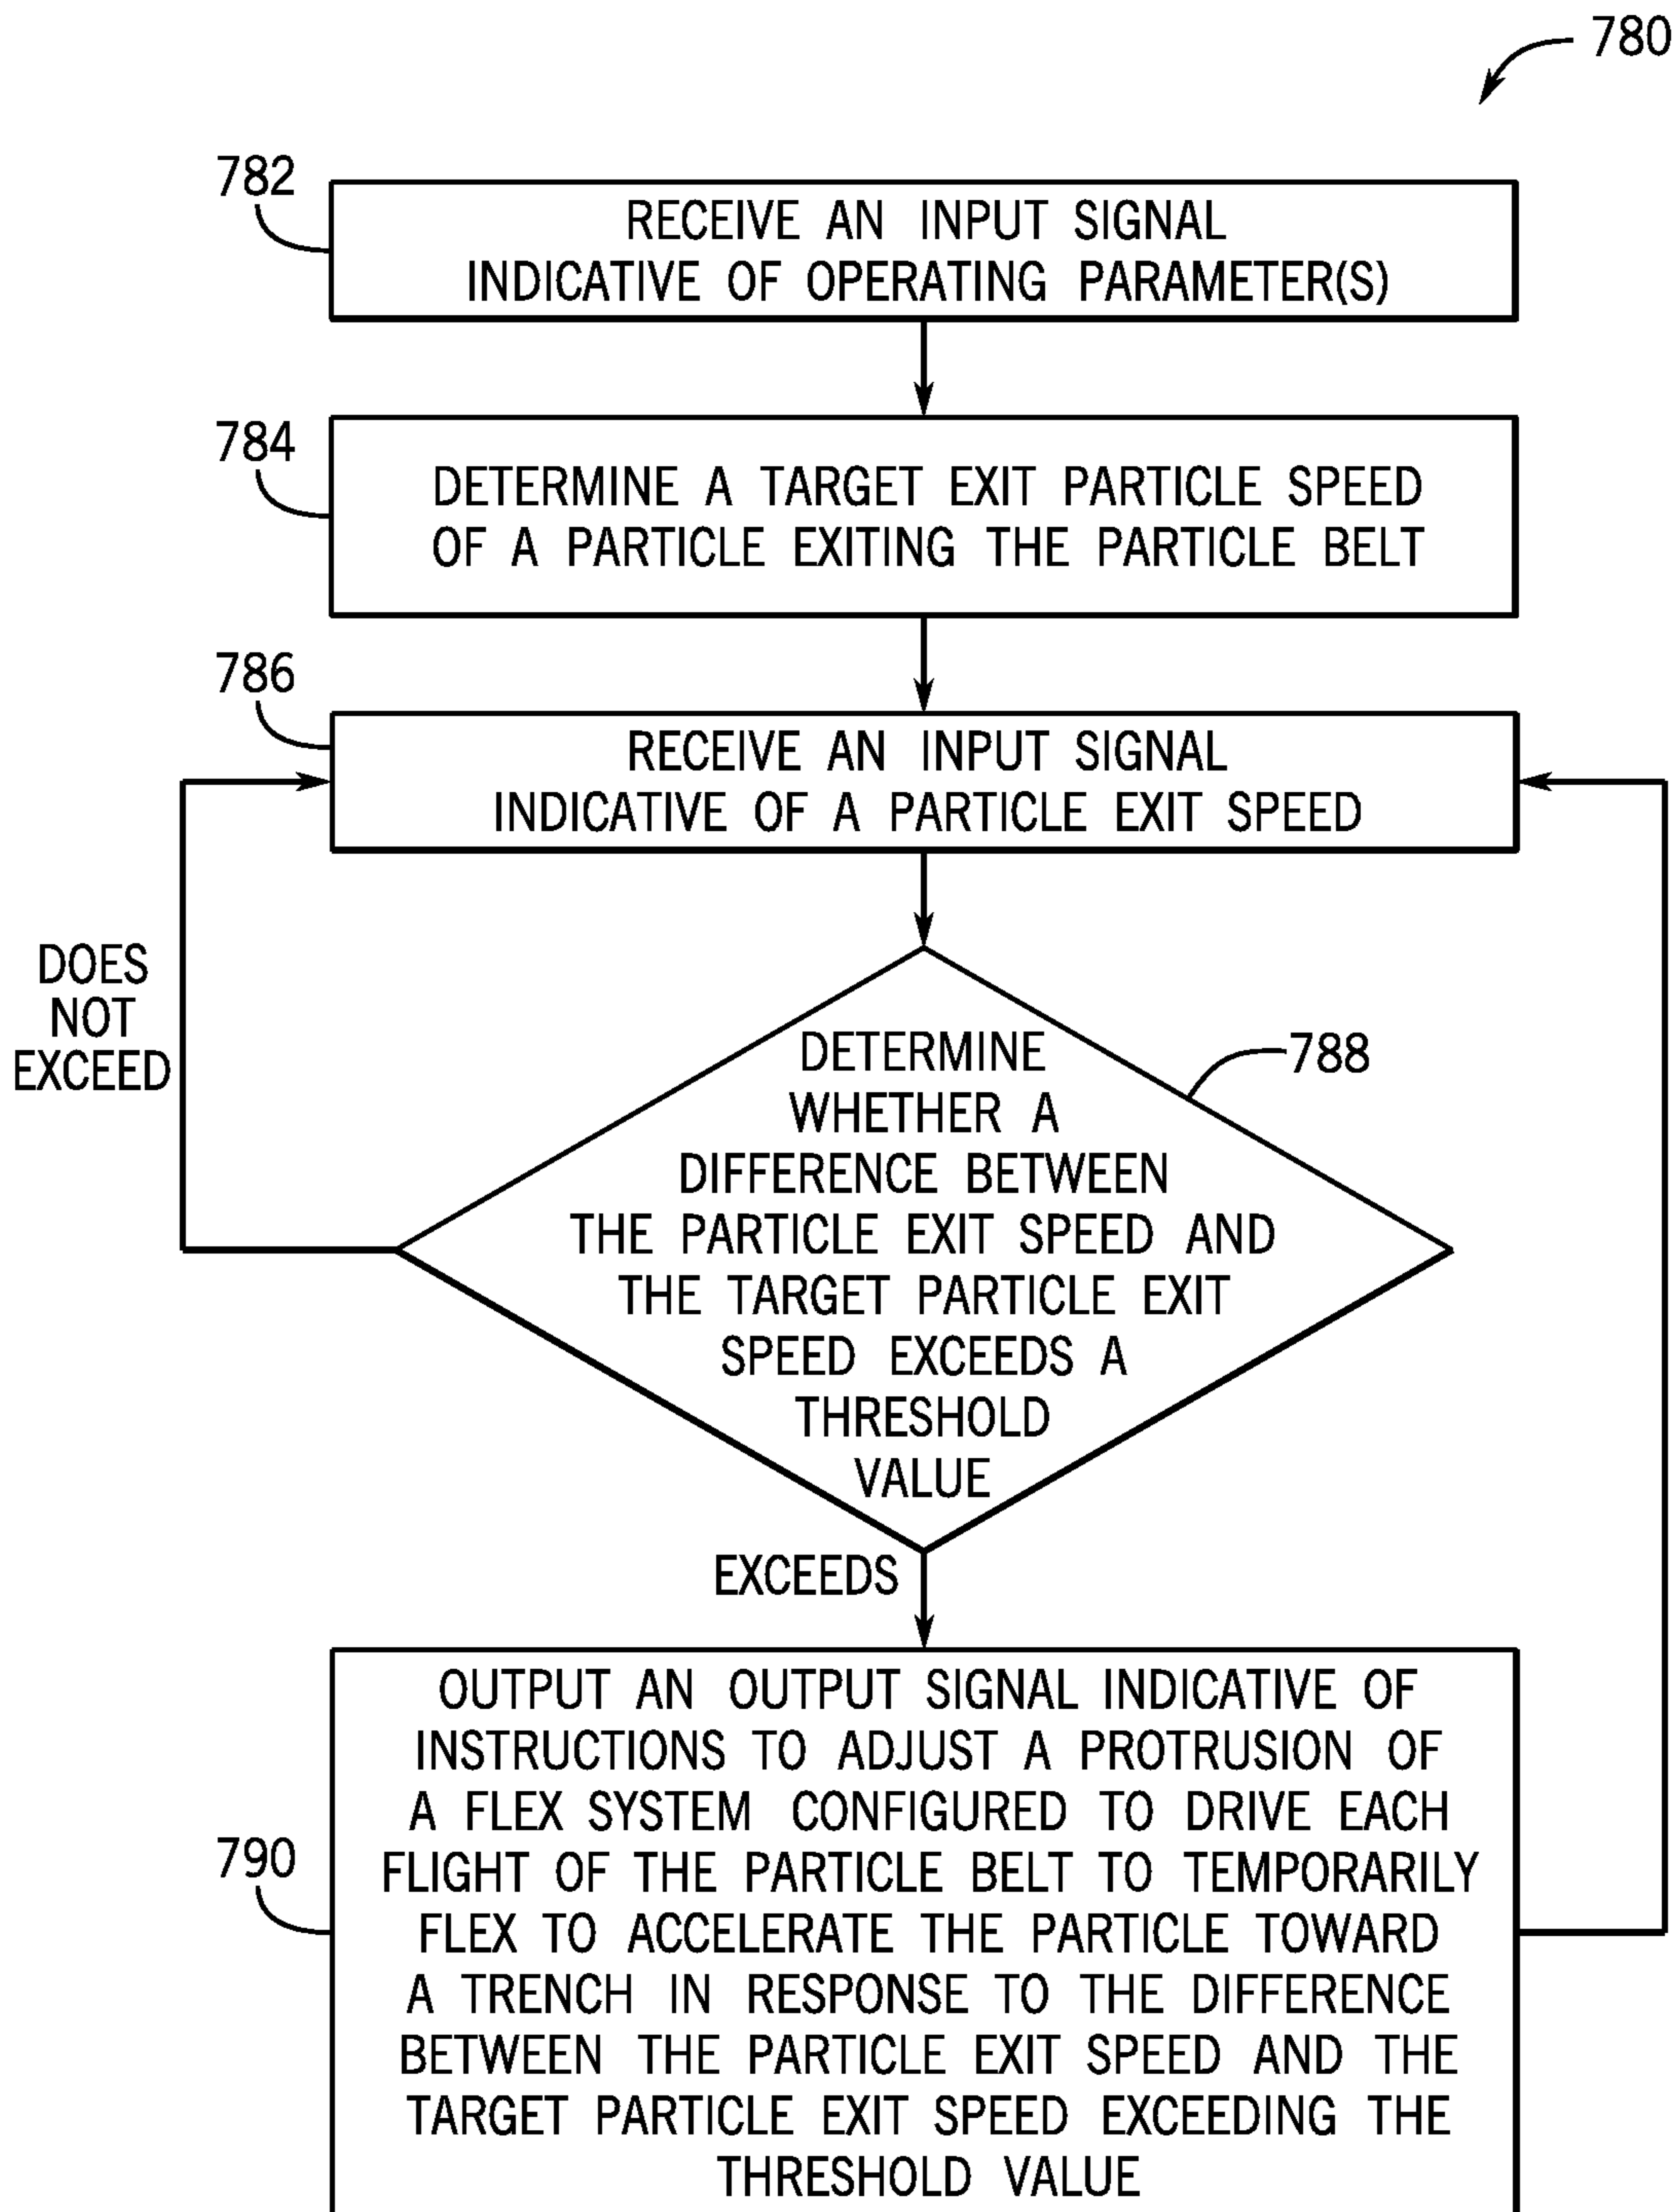 780
782
RECEIVE AN INPUT SIGNAL
INDICATIVE OF OPERATING PARAMETER(S)
784
DETERMINE A TARGET EXIT PARTICLE SPEED
OF A PARTICLE EXITING THE PARTICLE BELT
786
RECEIVE AN INPUT SIGNAL
INDICATIVE OF A PARTICLE EXIT SPEED
DOES
NOT
EXCEED
788
DETERMINE
WHETHER A
DIFFERENCE BETWEEN
THE PARTICLE EXIT SPEED AND
THE TARGET PARTICLE EXIT
SPEED EXCEEDS A
THRESHOLD
VALUE
EXCEEDS
790
OUTPUT AN OUTPUT SIGNAL INDICATIVE OF
INSTRUCTIONS TO ADJUST A PROTRUSION OF
A FLEX SYSTEM CONFIGURED TO DRIVE EACH
FLIGHT OF THE PARTICLE BELT TO TEMPORARILY
FLEX TO ACCELERATE THE PARTICLE TOWARD
A TRENCH IN RESPONSE TO THE DIFFERENCE
BETWEEN THE PARTICLE EXIT SPEED AND THE
TARGET PARTICLE EXIT SPEED EXCEEDING THE
THRESHOLD VALUE